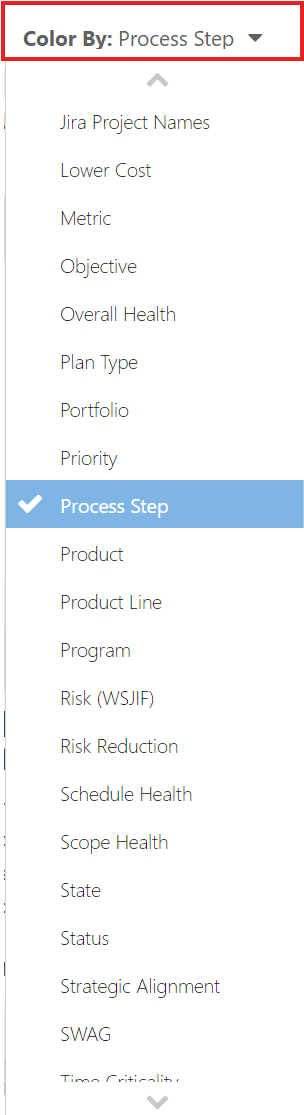 Color By: Process Step
Jira Project Names
Lower Cost
Metric
Objective
Overall Health
Plan Type
Portfolio
Priority
Process Step
Product
Product Line
Program
Risk (WSJIF)
Risk Reduction
Schedule Health
Scope Health
State
Status
Strategic Alignment
SWAG
Time Criticality